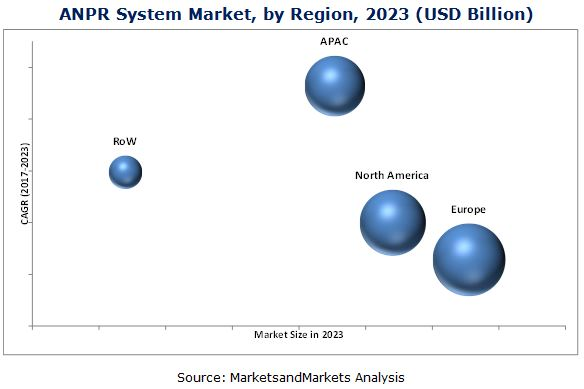 ANPR System Market, by Region, 2023 (USD Billion)
APAC
RoW
North America
Europe
CAGR (2017-2023)
Market Size in 2023
Source: MarketsandMarkets Analysis